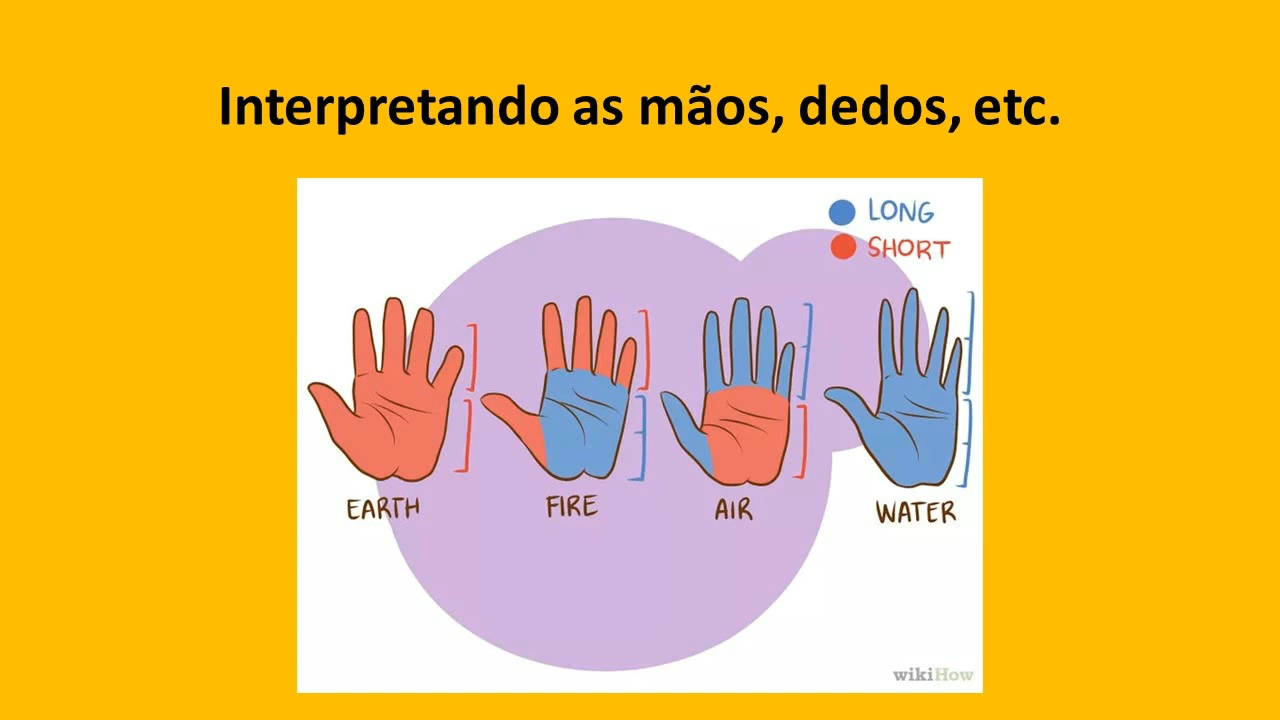 Interpretando as mãos, dedos, etc.
LONG
SHORT
EARTH
FIRE
AIR
WATER
wikiHow